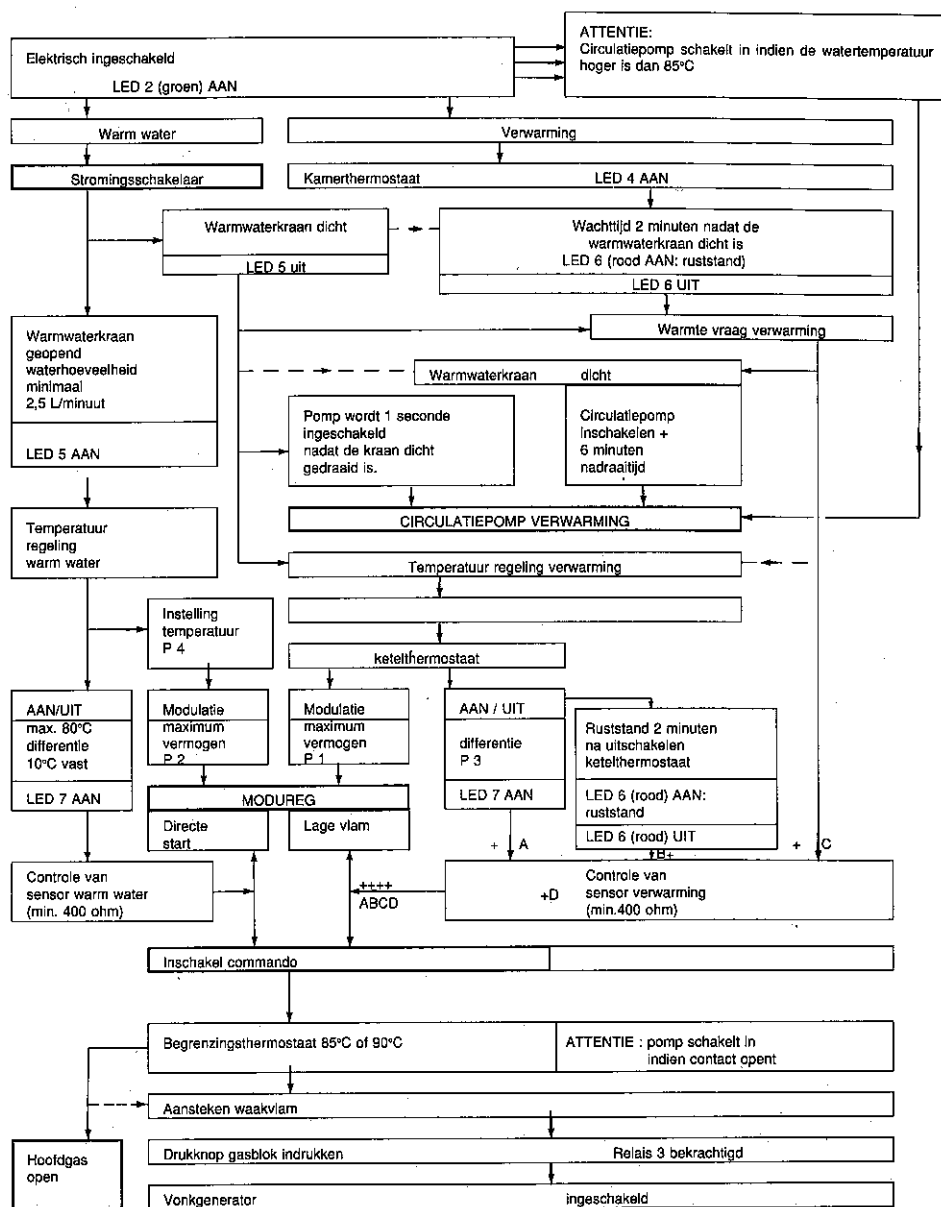 Elektrisch ingeschakeld
LED 2 (groen) AAN
ATTENTIE:
Circulatiepomp schakelt in indien de watertemperatuur
hoger is dan 85°C
Warm water
Verwarming
Stromingsschakelaar
Kamerthermostaat LED 4 AAN
Warmwaterkraan dicht
LED 5 uit
Wachttijd 2 minuten nadat de
warmwaterkraan dicht is
LED 6 (rood AAN: ruststand)
LED 6 UIT
Warmte vraag verwarming
Warmwaterkraan
geopend
waterhoeveelheid
minimaal
2,5 L/minuut
LED 5 AAN
Warmwaterkraan dicht
Pomp wordt 1 seconde
ingeschakeld
nadat de kraan dicht
gedraaid is.
Circulatiepomp
inschakelen +
6 minuten
nadraaitijd
CIRCULATIEPOMP VERWARMING
Temperatuur
regeling
warm water
Temperatuur regeling verwarming
Instelling
temperatuur
P 4
ketelthermostaat
AAN/UIT
max. 80°C
differentie
10°C vast
LED 7 AAN
Modulatie
maximum
vermogen
P 2
Modulatie
maximum
vermogen
P 1
AAN / UIT
differentie
P 3
LED 7 AAN
Ruststand 2 minuten
na uitschakelen
ketelthermostaat
LED 6 (rood) AAN:
ruststand
LED 6 (rood) UIT
MODUREG
Directe
start
Lage vlam
+ A
B+
+ C
Controle van
sensor warm water
(min. 400 ohm)
++++
ABCD
+D
Controle van
sensor verwarming
(min.400 ohm)
Inschakel commando
Begrenzingsthermostaat 85°C of 90°C
ATTENTIE : pomp schakelt in
indien contact opent
Aansteken waakvlam
Hoofdgas
open
Drukknop gasblok indrukken Relais 3 bekrachtigd
Vonkgenerator ingeschakeld